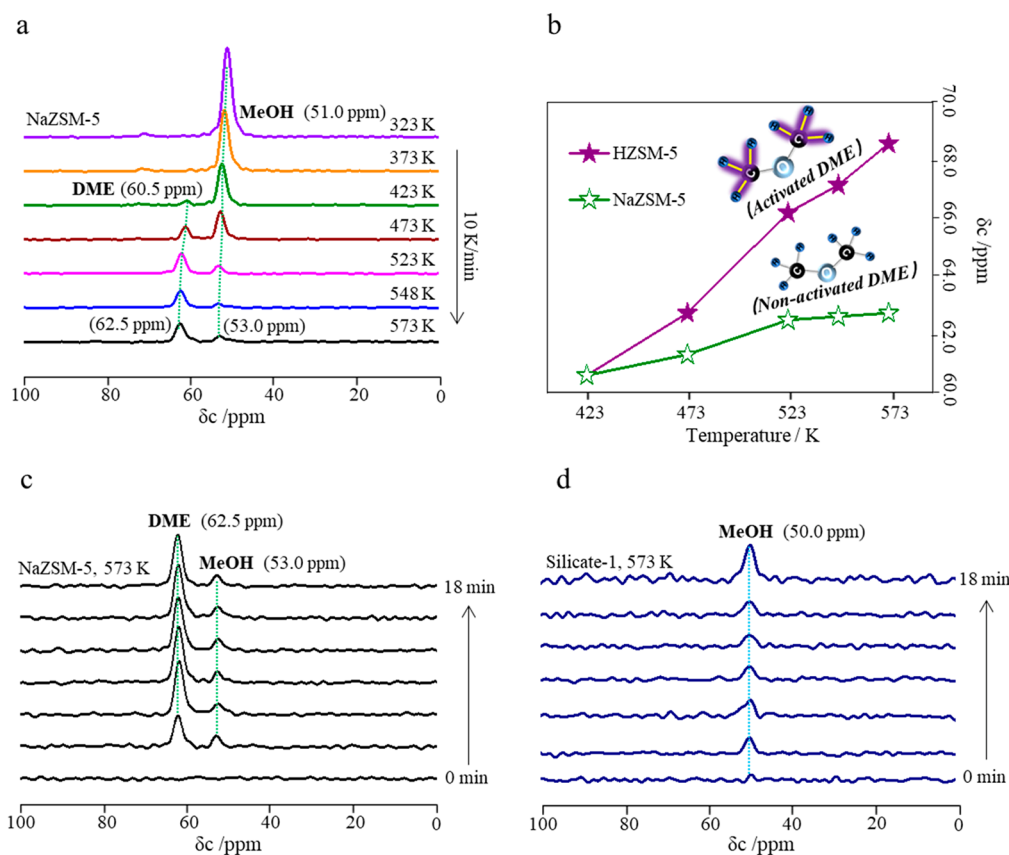 a
NaZSM-5
MeOH (51.0 ppm)
323 K
373 K
DME (60.5 ppm)
423 K
473 K
523 K
548 K
(62.5 ppm)
(53.0 ppm)
573 K
10 K/min
100 80 60 40 20 0
δc /ppm
b
HZSM-5
NaZSM-5
C
C
(Activated DME)
C
C
(Non-activated DME)
70.0
68.0
66.0
64.0
62.0
60.0
δc /ppm
423 473 523 573
Temperature / K
c
DME (62.5 ppm)
MeOH (53.0 ppm)
NaZSM-5, 573 K
18 min
0 min
100 80 60 40 20 0
δc /ppm
d
MeOH (50.0 ppm)
Silicate-1, 573 K
18 min
0 min
100 80 60 40 20 0
δc /ppm